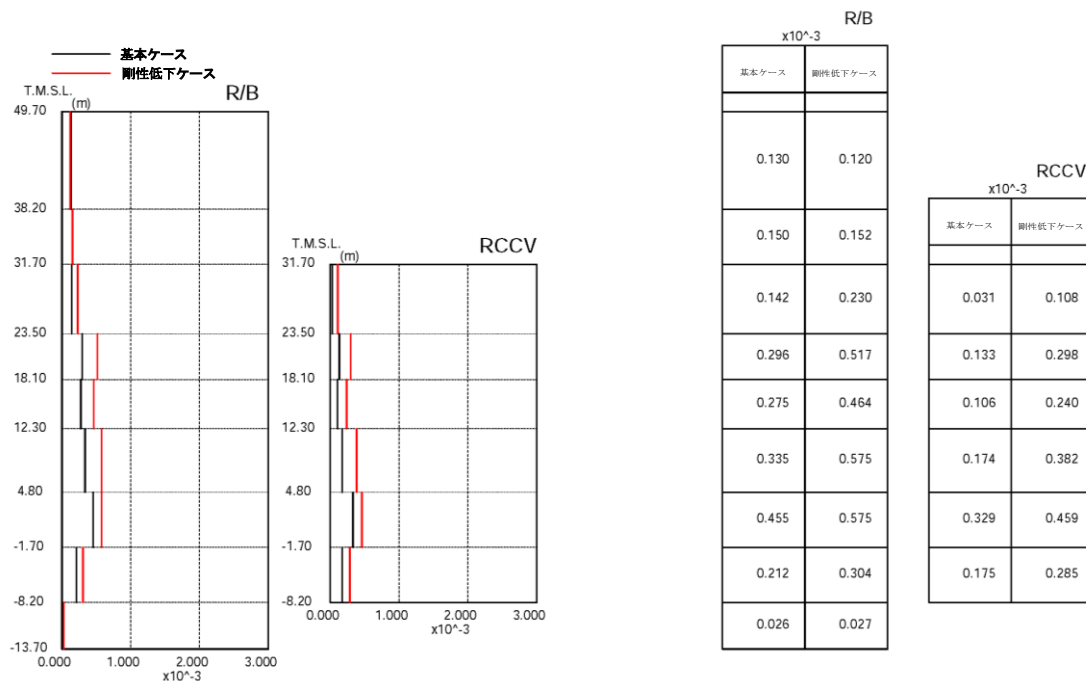 基本ケース
剛性低下ケース
T.M.S.L.
(m)
R/B
49.70
38.20
31.70
23.50
18.10
12.30
4.80
-1.70
-8.20
-13.70
0.000 1.000 2.000 3.000
x10^-3
T.M.S.L.
(m)
RCCV
31.70
23.50
18.10
12.30
4.80
-1.70
-8.20
0.000 1.000 2.000 3.000
x10^-3
R/B
x10^-3
基本ケース 剛性低下ケース
0.130 0.120
0.150 0.152
0.142 0.230
0.296 0.517
0.275 0.464
0.335 0.575
0.455 0.575
0.212 0.304
0.026 0.027
RCCV
x10^-3
基本ケース 剛性低下ケース
0.031 0.108
0.133 0.298
0.106 0.240
0.174 0.382
0.329 0.459
0.175 0.285